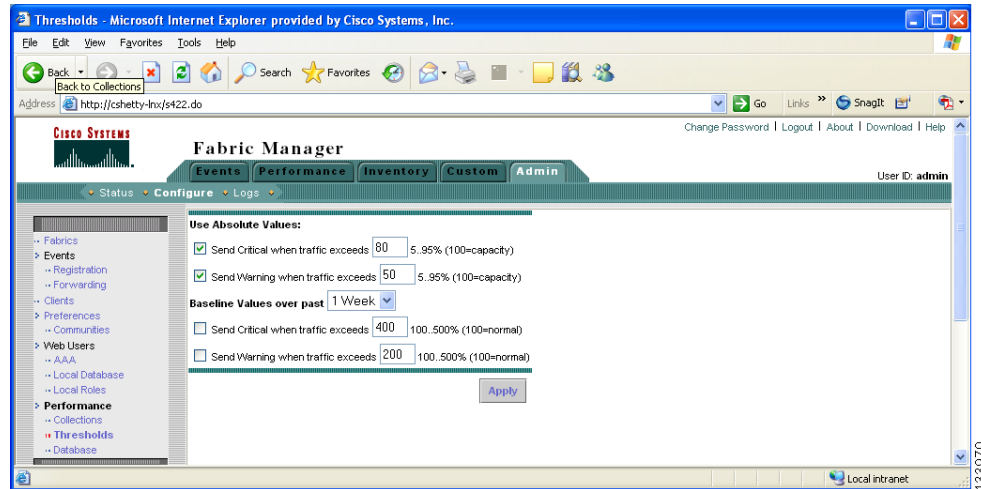 Thresholds - Microsoft Internet Explorer provided by Cisco Systems, Inc.
File Edit View Favorites Tools Help
Back Search Favorites
Back to Collections
Address http://cshetty-lnx/s422.do Go Links » SnagIt
Change Password | Logout | About | Download | Help
CISCO SYSTEMS
Fabric Manager
Events Performance Inventory Custom Admin
User ID: admin
Status Configure Logs
Fabrics
Events
Registration
Forwarding
Clients
Preferences
Communities
Web Users
AAA
Local Database
Local Roles
Performance
Collections
Thresholds
Database
Use Absolute Values:
Send Critical when traffic exceeds 80 5..95% (100=capacity)
Send Warning when traffic exceeds 50 5..95% (100=capacity)
Baseline Values over past 1 Week
Send Critical when traffic exceeds 400 100..500% (100=normal)
Send Warning when traffic exceeds 200 100..500% (100=normal)
Apply
Local intranet
133970